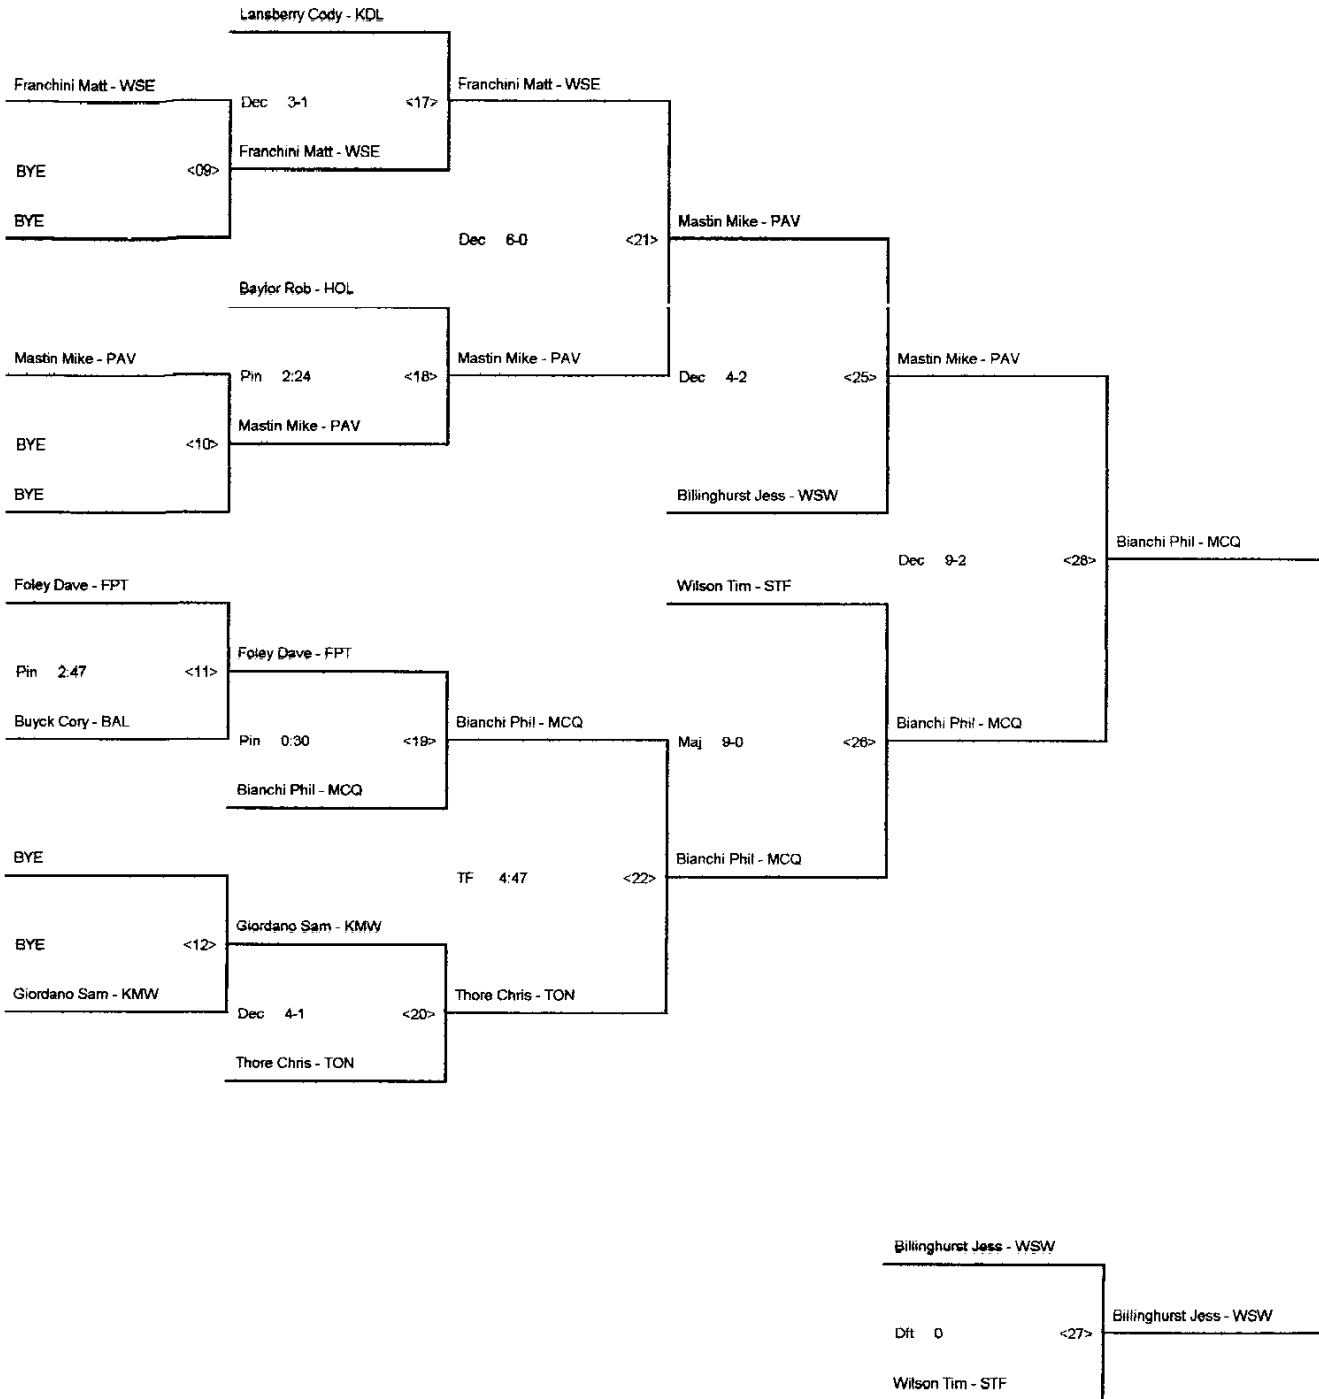 Lansberry Cody - KDL
Franchini Matt - WSE
Franchini Matt - WSE
Dec 3-1 <17>
Franchini Matt - WSE
BYE <09>
BYE
Mastin Mike - PAV
Dec 6-0 <21>
Baylor Rob - HOL
Mastin Mike - PAV
Mastin Mike - PAV
Mastin Mike - PAV
Pin 2:24 <18>
Dec 4-2 <25>
Mastin Mike - PAV
BYE <10>
BYE
Billinghurst Jess - WSW
Bianchi Phil - MCQ
Dec 9-2 <28>
Foley Dave - FPT
Wilson Tim - STF
Foley Dave - FPT
Pin 2:47 <11>
Buyck Cory - BAL
Bianchi Phil - MCQ
Bianchi Phil - MCQ
Pin 0:30 <19>
Maj 9-0 <26>
Bianchi Phil - MCQ
BYE
Bianchi Phil - MCQ
TF 4:47 <22>
Giordano Sam - KMW
BYE <12>
Giordano Sam - KMW
Thore Chris - TON
Dec 4-1 <20>
Thore Chris - TON
Billinghurst Jess - WSW
Billinghurst Jess - WSW
Dft 0 <27>
Wilson Tim - STF